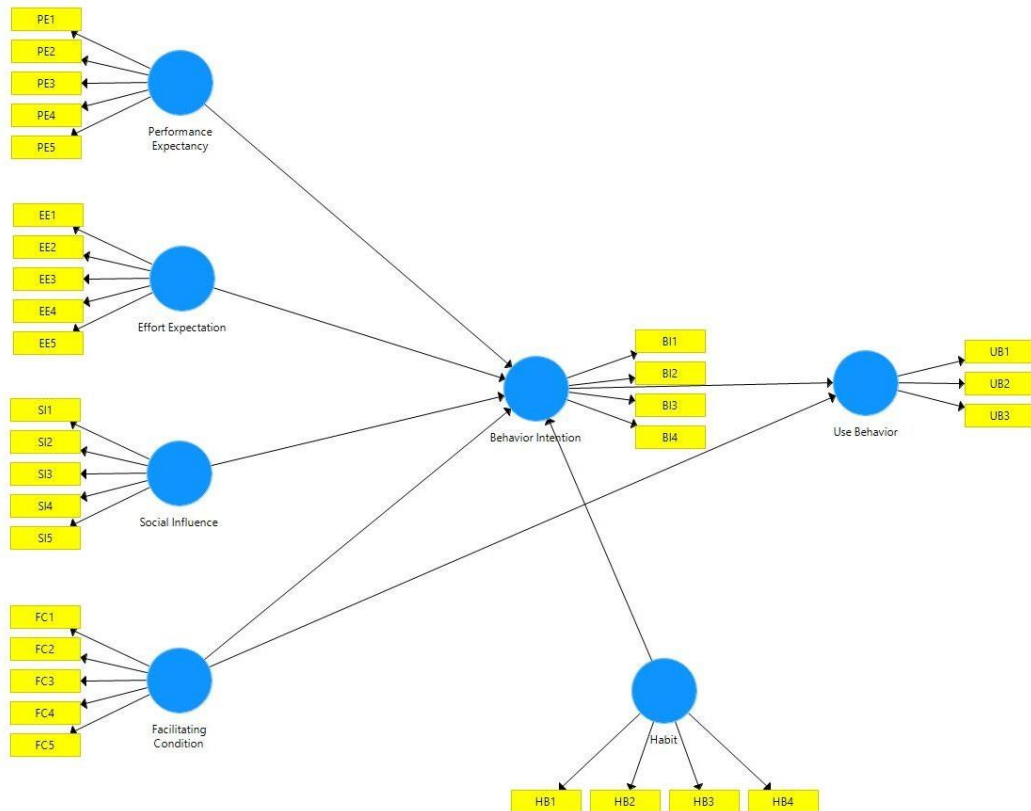 PE1
PE2
PE3
PE4
PE5
Performance
Expectancy
EE1
EE2
EE3
EE4
EE5
Effort Expectation
SI1
SI2
SI3
SI4
SI5
Social Influence
FC1
FC2
FC3
FC4
FC5
Facilitating
Condition
BI1
BI2
BI3
BI4
Behavior Intention
UB1
UB2
UB3
Use Behavior
Habit
HB1
HB2
HB3
HB4